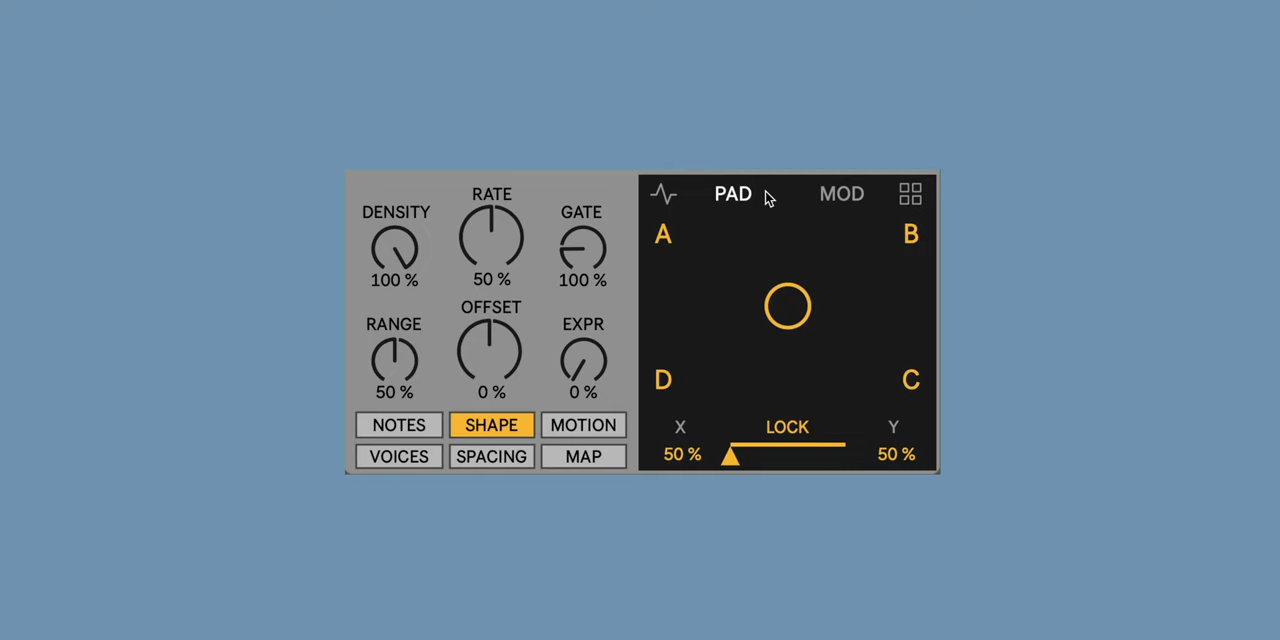 DENSITY
100 %
RATE
50 %
GATE
100 %
RANGE
50 %
OFFSET
0 %
EXPR
0 %
NOTES
SHAPE
MOTION
VOICES
SPACING
MAP
PAD
MOD
A
B
D
C
X
LOCK
Y
50 %
50 %